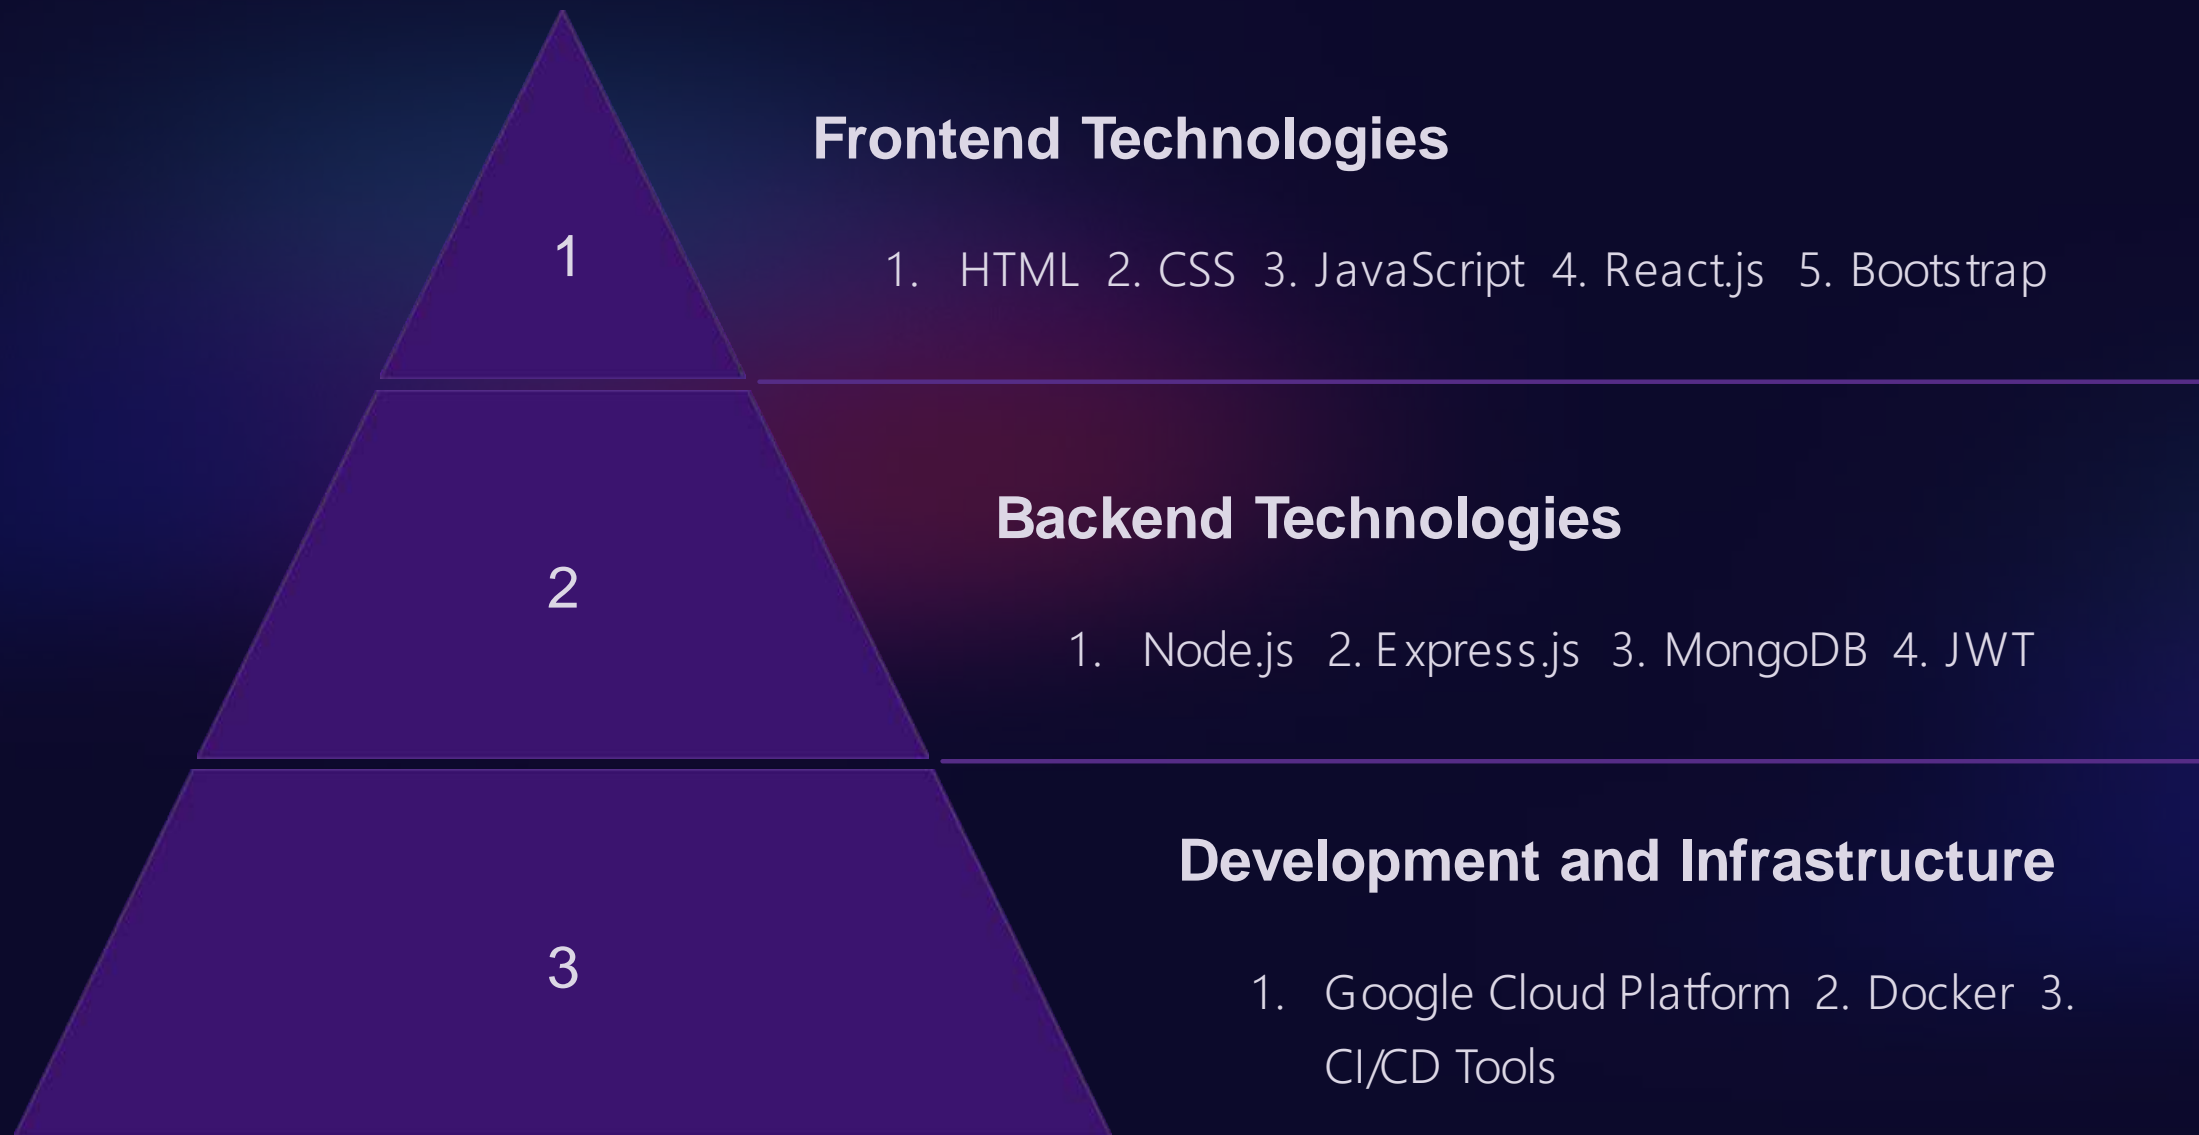 1
Frontend Technologies
1. HTML 2. CSS 3. JavaScript 4. React.js 5. Bootstrap
2
Backend Technologies
1. Node.js 2. Express.js 3. MongoDB 4. JWT
3
Development and Infrastructure
1. Google Cloud Platform 2. Docker 3.
CI/CD Tools